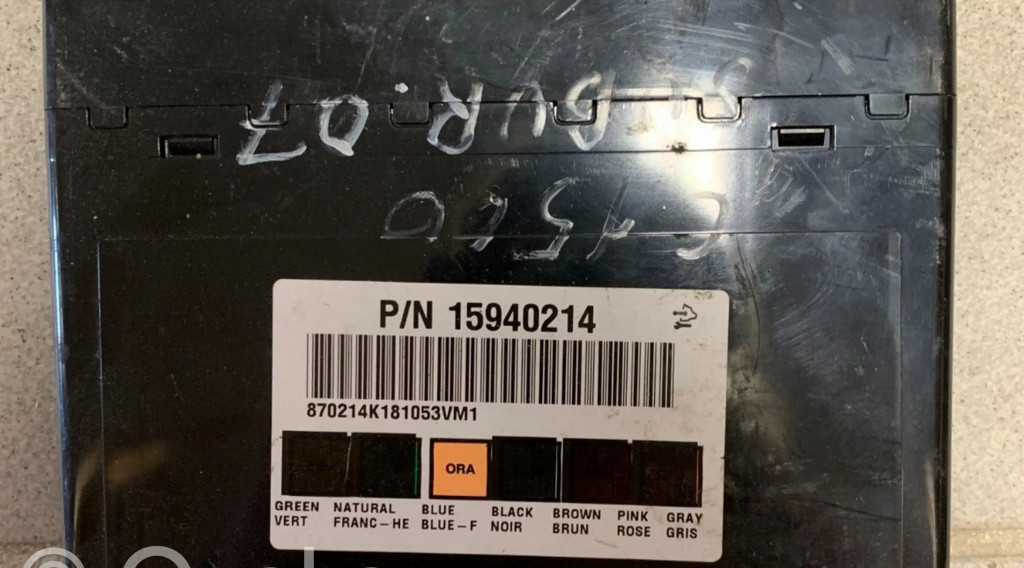 SUBUR.07
C1500
P/N 15940214
870214K181053VM1
ORA
GREEN NATURAL BLUE BLACK BROWN PINK GRAY
VERT FRANC-HE BLUE-F NOIR BRUN ROSE GRIS